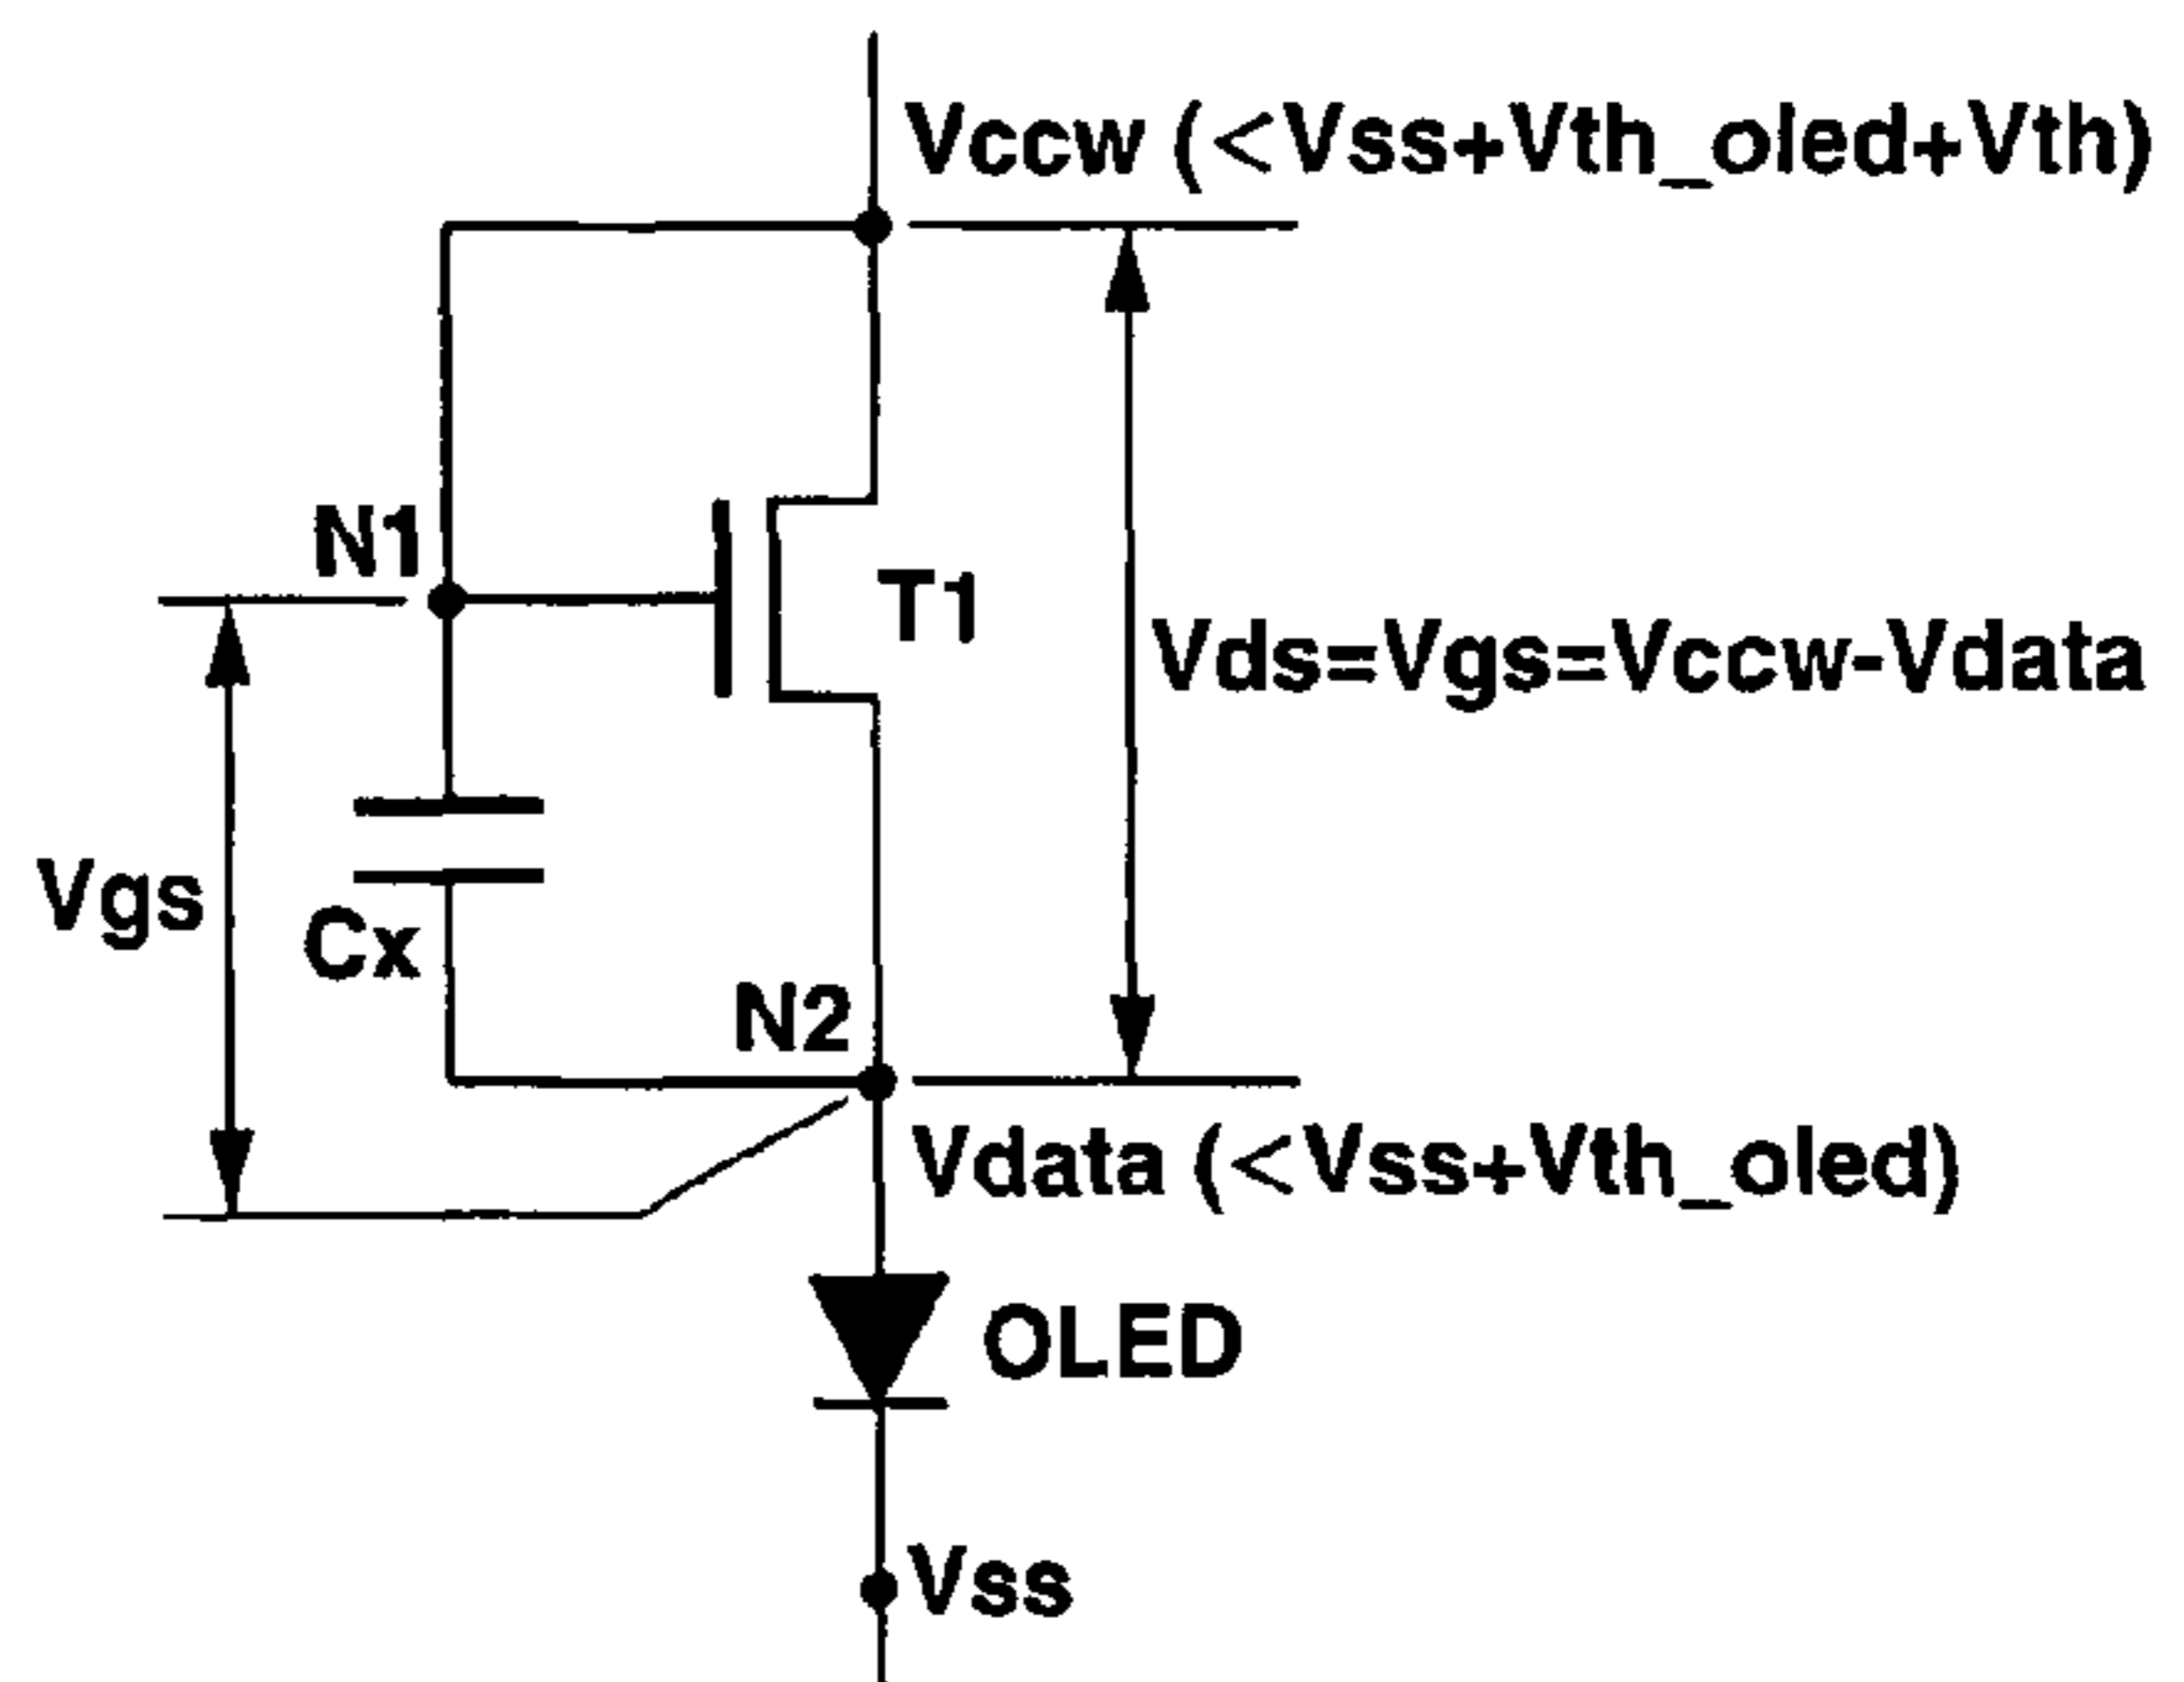 Vccw (<Vss+Vth_oled+Vth)
N1
T1
Vds=Vgs=Vccw-Vdata
Vgs
Cx
N2
Vdata (<Vss+Vth_oled)
OLED
Vss